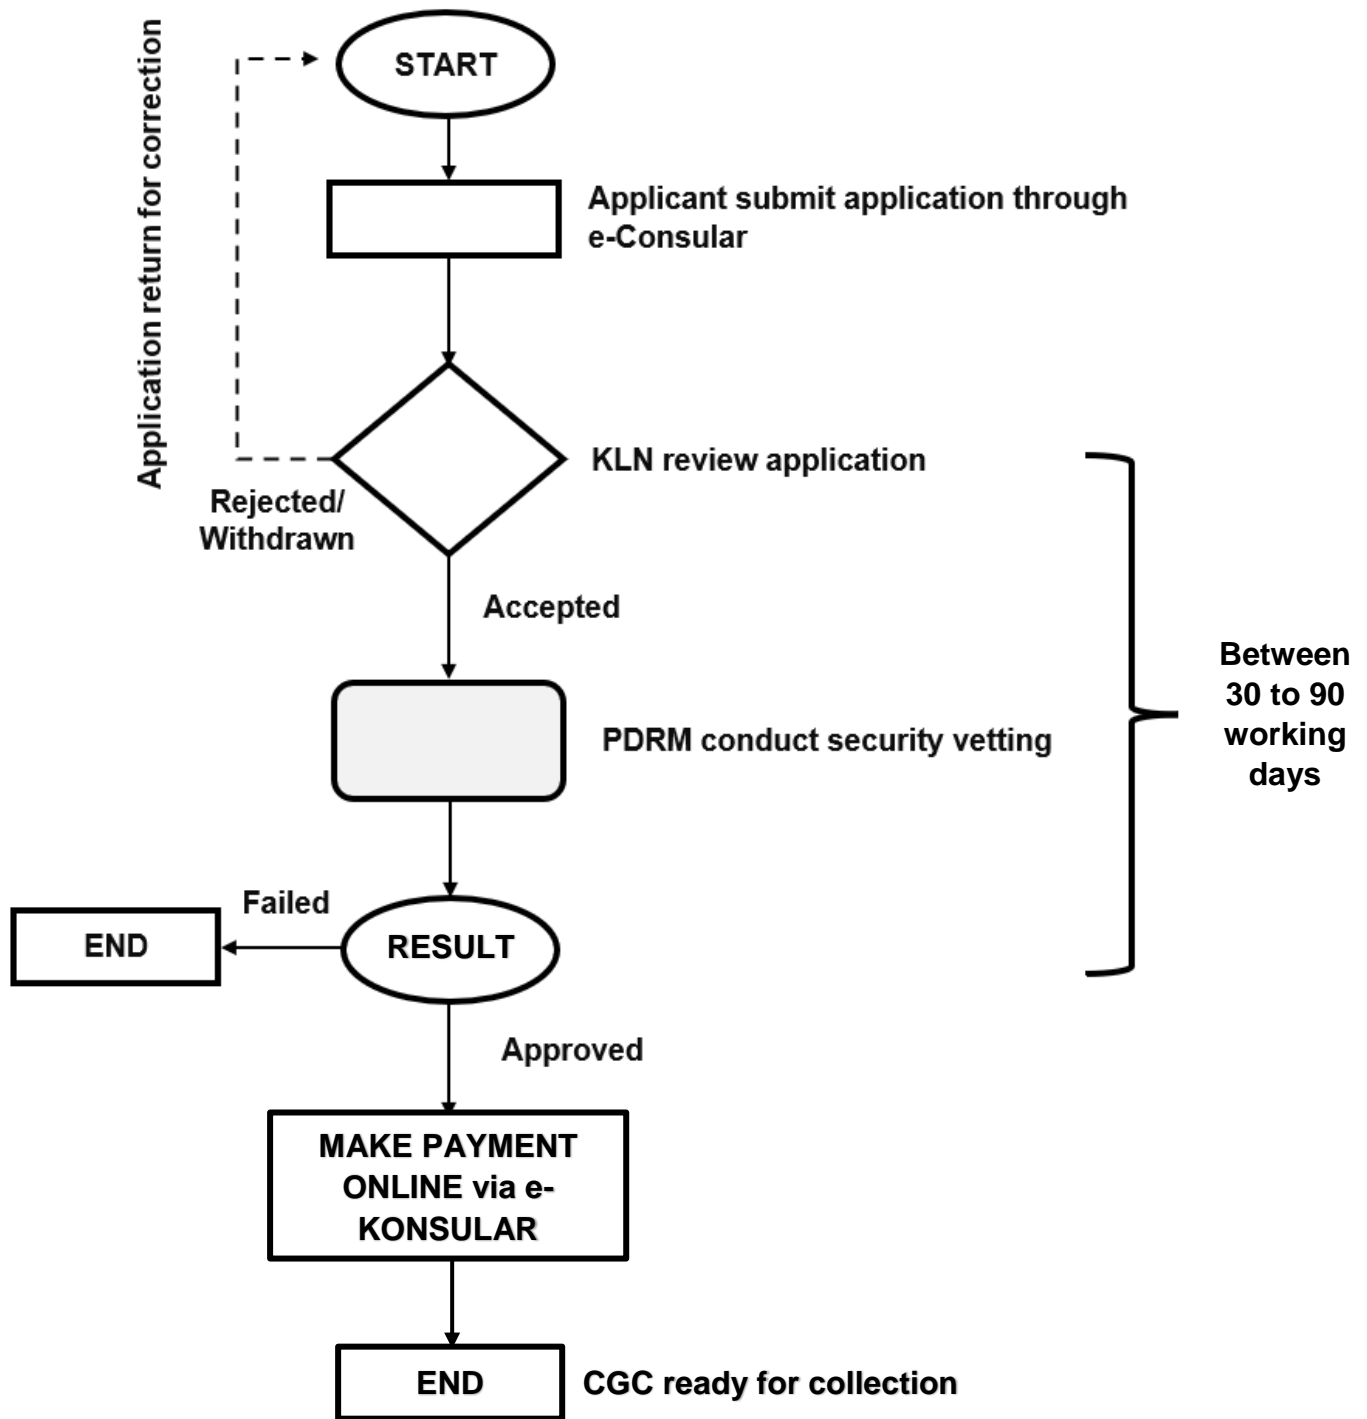 START
Application return for correction
Applicant submit application through
e-Consular
KLN review application
Rejected/
Withdrawn
Accepted
Between
30 to 90
working
days
PDRM conduct security vetting
Failed
END
RESULT
Approved
MAKE PAYMENT
ONLINE via e-
KONSULAR
END
CGC ready for collection